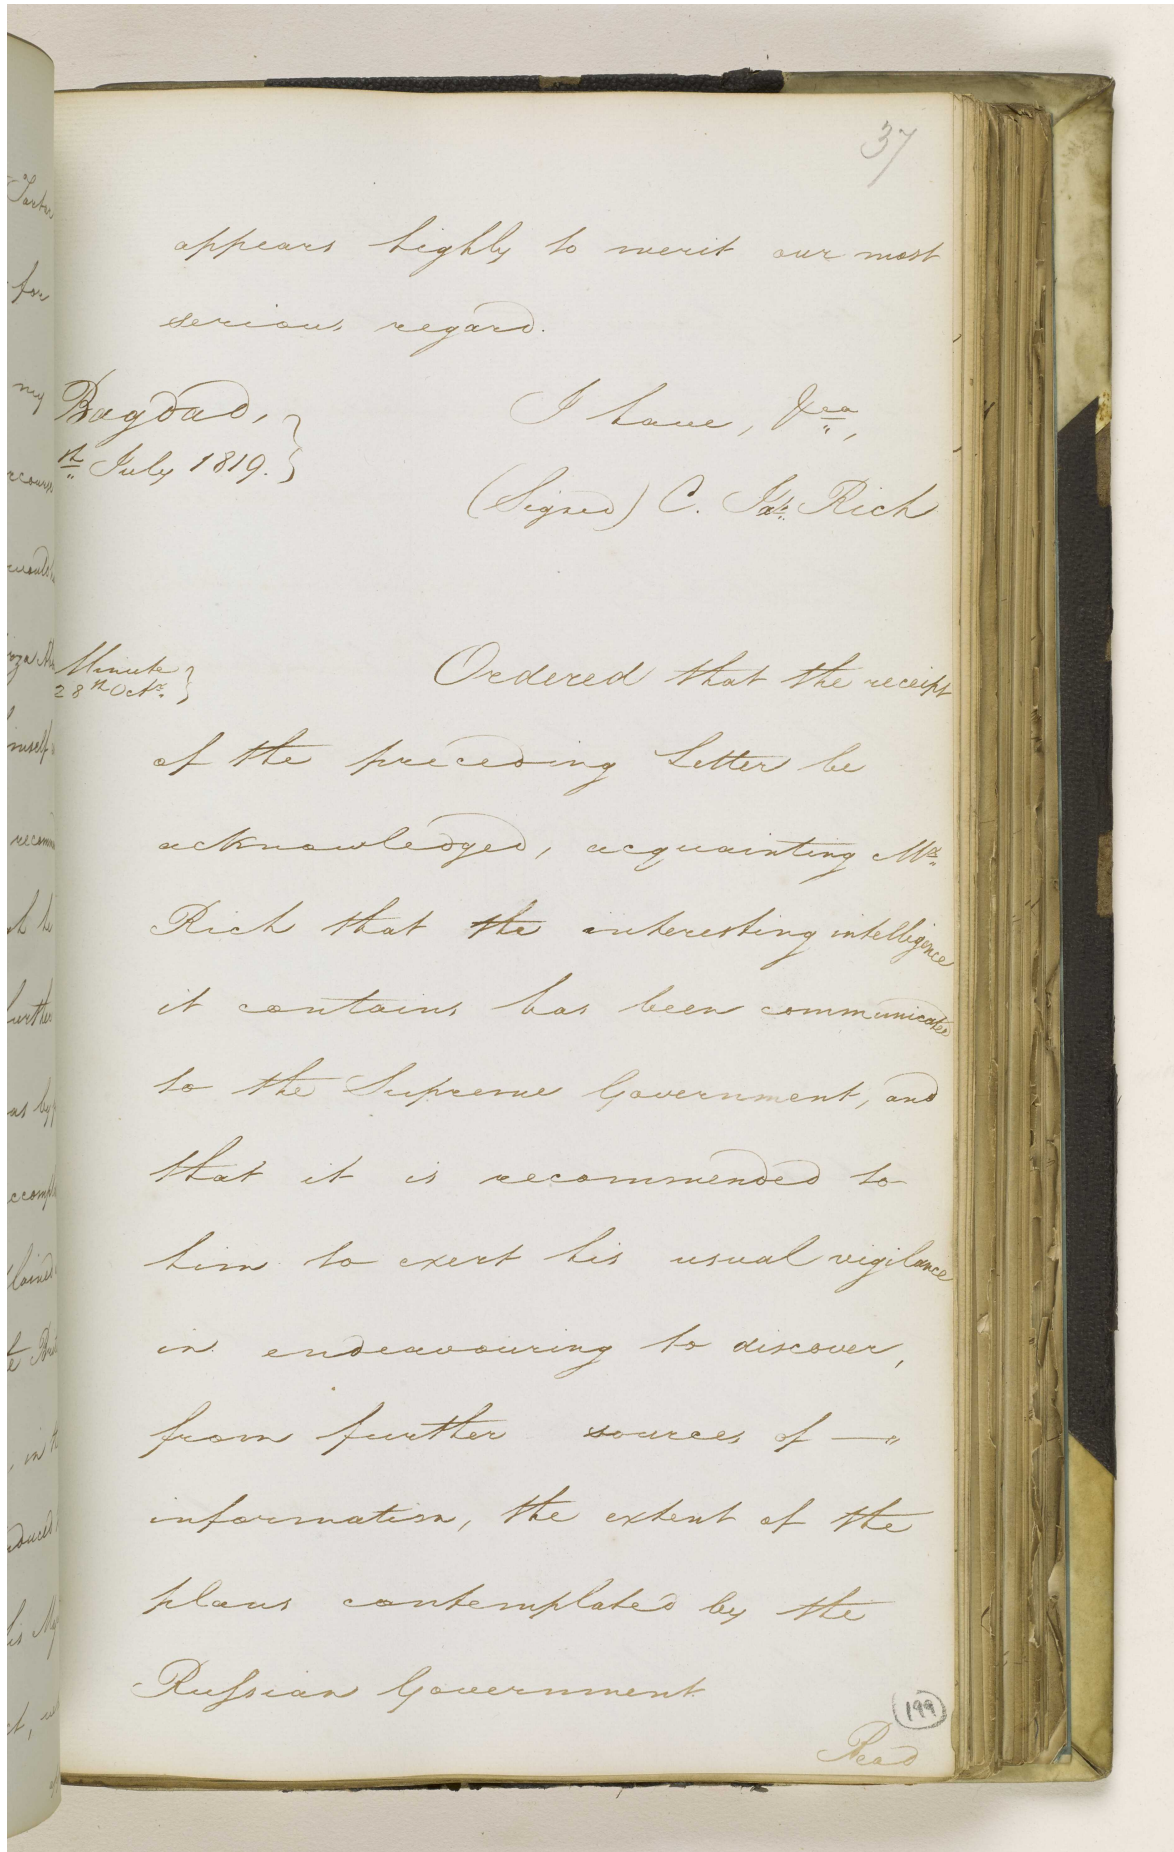 37
appears highly to merit our most
serious regard.
Bagdad,
th July 1819.
I have, &ca,
(Signed) C. Jas. Rich
Minute
28th Octr.
Ordered that the receipt
of the preceding Letter be
acknowledged, acquainting Mr.
Rich that the interesting intelligence
it contains has been communicated
to the Supreme Government, and
that it is recommended to
him to exert his usual vigilance
in endeavouring to discover,
from further sources of —"
information, the extent of the
plans contemplated by the
Russian Government
199
Read